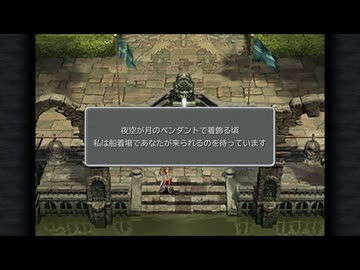 夜空が月のペンダントで着飾る頃
私は船着場であなたが来られるのを待っています